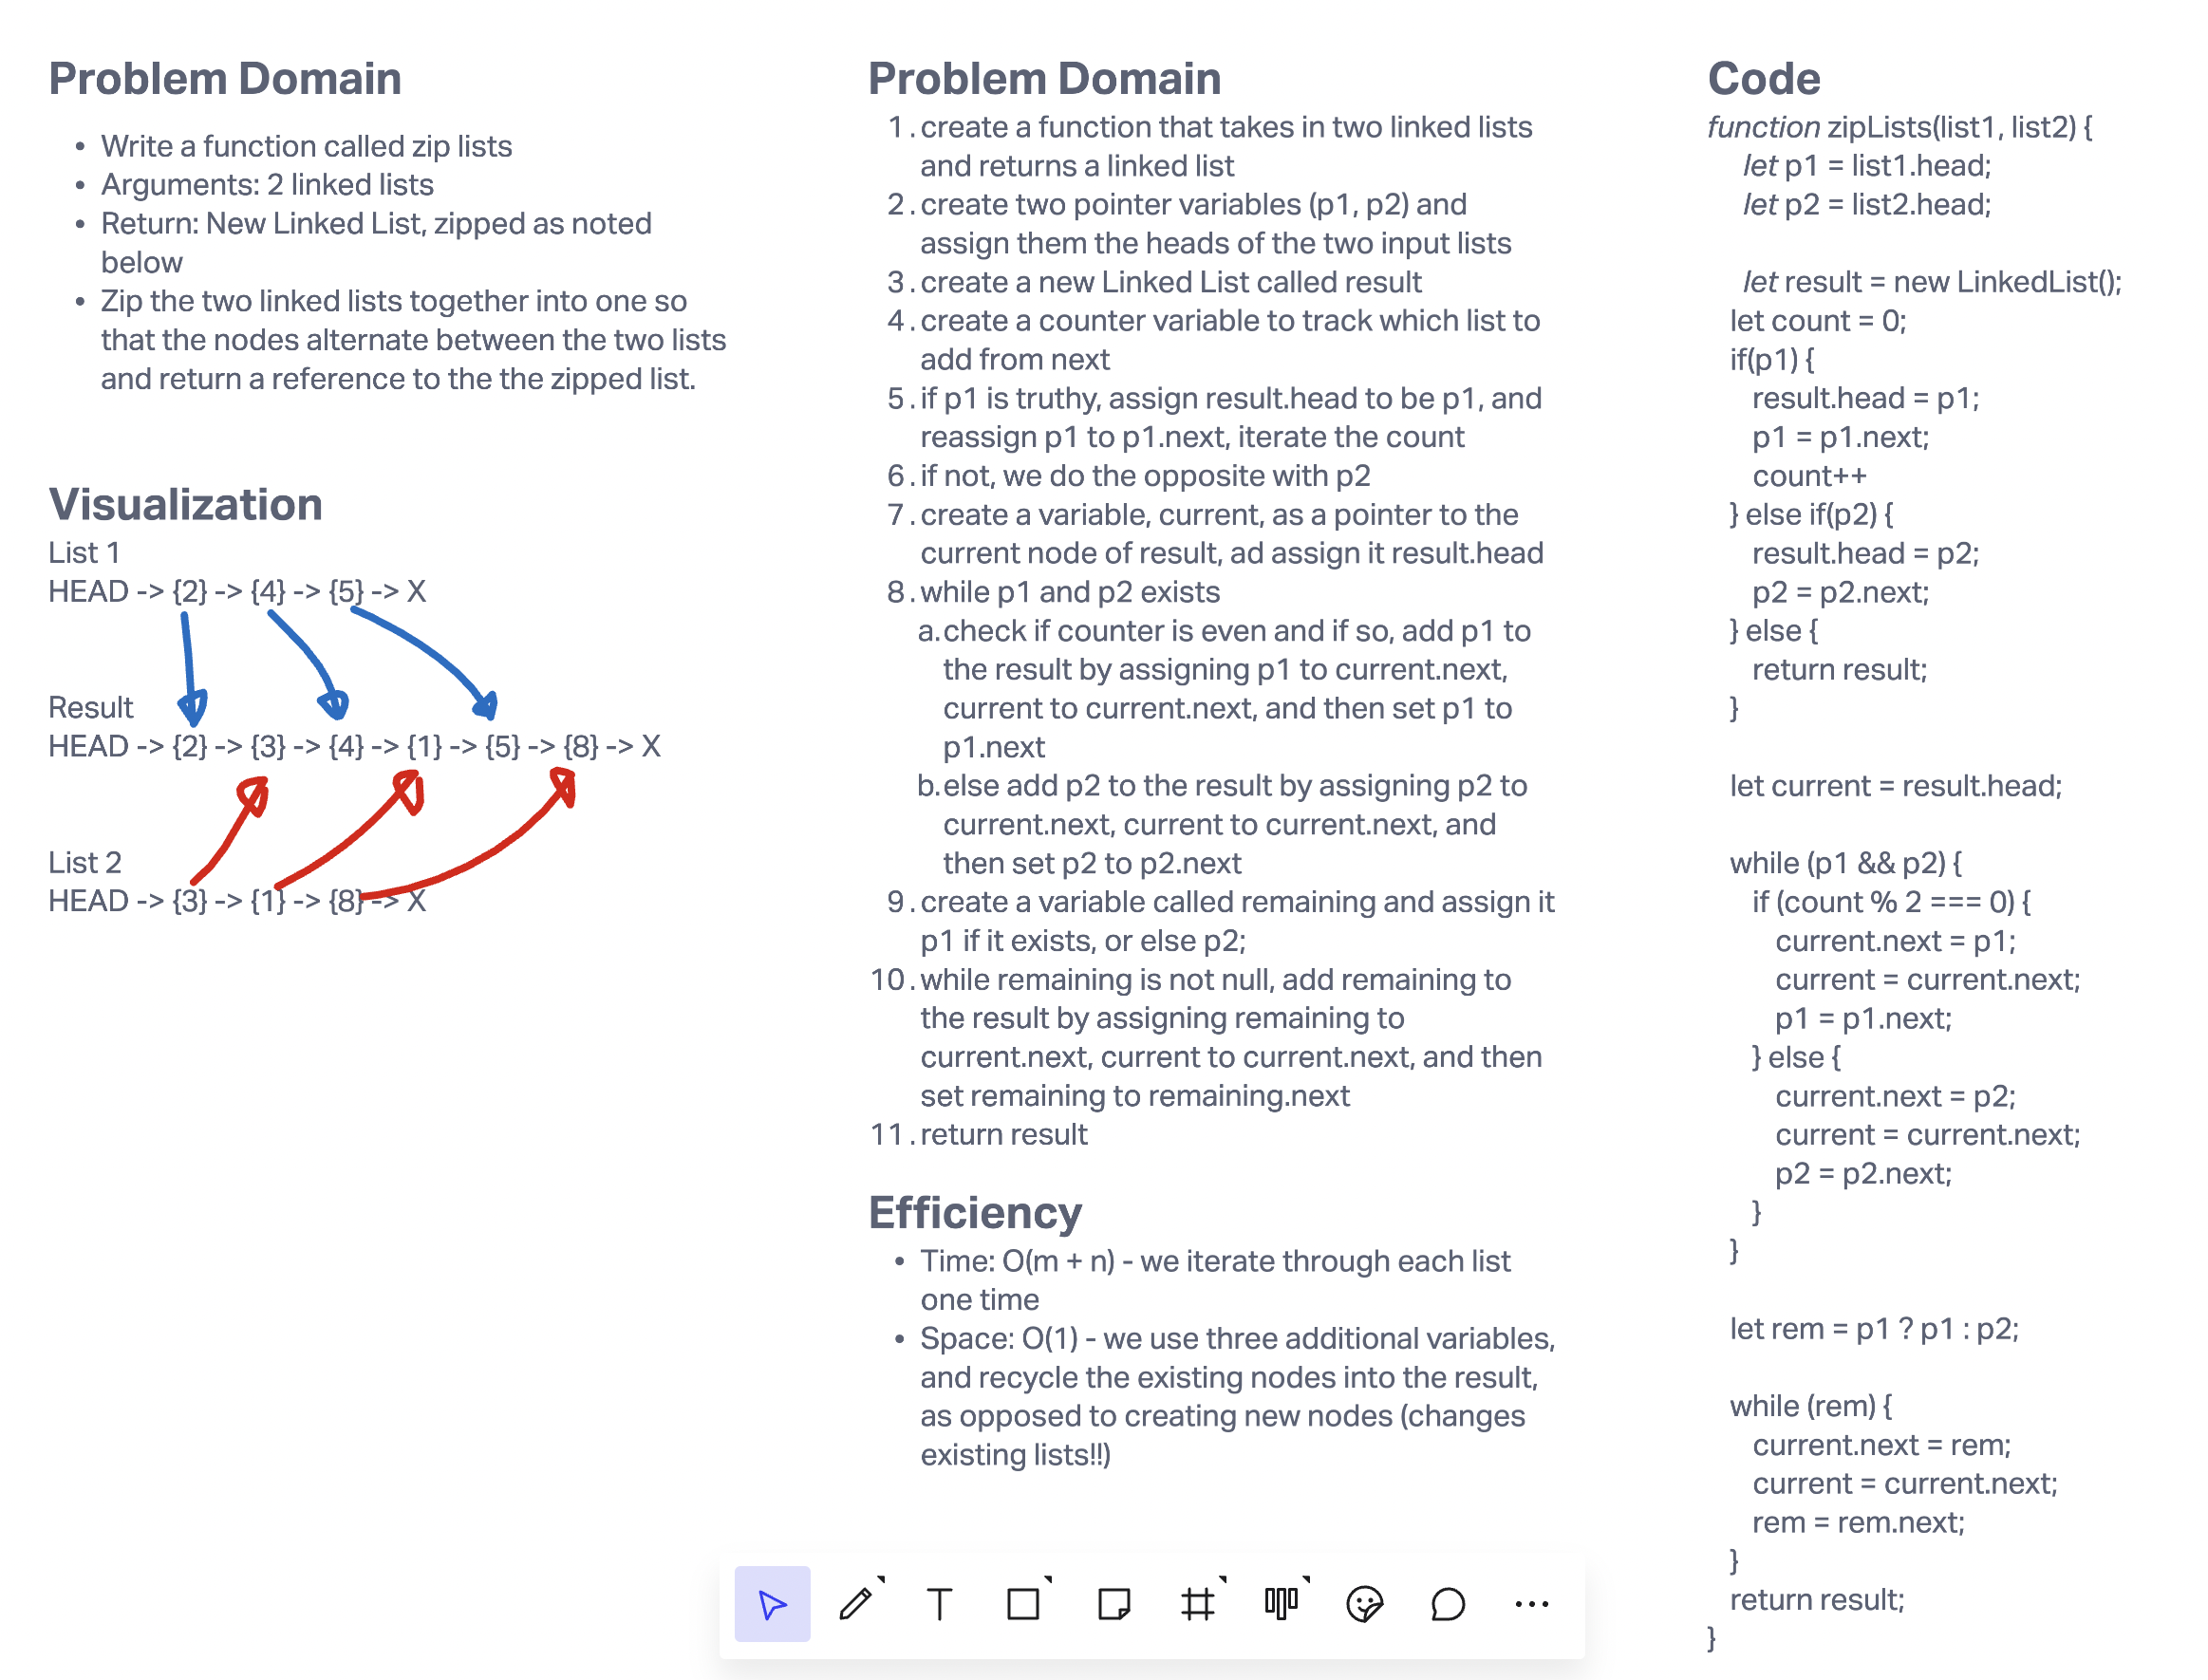 Problem Domain
• Write a function called zip lists
• Arguments: 2 linked lists
• Return: New Linked List, zipped as noted
below
• Zip the two linked lists together into one so
that the nodes alternate between the two lists
and return a reference to the the zipped list.
Visualization
List 1
HEAD -> {2} -> {4} -> {5} -> X
Result
HEAD -> {2} -> {3} -> {4} -> {1} -> {5} -> {8} -> X
List 2
HEAD -> {3} -> {1} -> {8} -> X
Problem Domain
1. create a function that takes in two linked lists
and returns a linked list
2. create two pointer variables (p1, p2) and
assign them the heads of the two input lists
3. create a new Linked List called result
4. create a counter variable to track which list to
add from next
5. if p1 is truthy, assign result.head to be p1, and
reassign p1 to p1.next, iterate the count
6. if not, we do the opposite with p2
7. create a variable, current, as a pointer to the
current node of result, ad assign it result.head
8. while p1 and p2 exists
a. check if counter is even and if so, add p1 to
the result by assigning p1 to current.next,
current to current.next, and then set p1 to
p1.next
b. else add p2 to the result by assigning p2 to
current.next, current to current.next, and
then set p2 to p2.next
9. create a variable called remaining and assign it
p1 if it exists, or else p2;
10. while remaining is not null, add remaining to
the result by assigning remaining to
current.next, current to current.next, and then
set remaining to remaining.next
11. return result
Efficiency
• Time: O(m + n) - we iterate through each list
one time
• Space: O(1) - we use three additional variables,
and recycle the existing nodes into the result,
as opposed to creating new nodes (changes
existing lists!!)
Code
function zipLists(list1, list2) {
let p1 = list1.head;
let p2 = list2.head;
let result = new LinkedList();
let count = 0;
if(p1) {
result.head = p1;
p1 = p1.next;
count++
} else if(p2) {
result.head = p2;
p2 = p2.next;
} else {
return result;
}
let current = result.head;
while (p1 && p2) {
if (count % 2 === 0) {
current.next = p1;
current = current.next;
p1 = p1.next;
} else {
current.next = p2;
current = current.next;
p2 = p2.next;
}
}
let rem = p1 ? p1 : p2;
while (rem) {
current.next = rem;
current = current.next;
rem = rem.next;
}
return result;
}
T